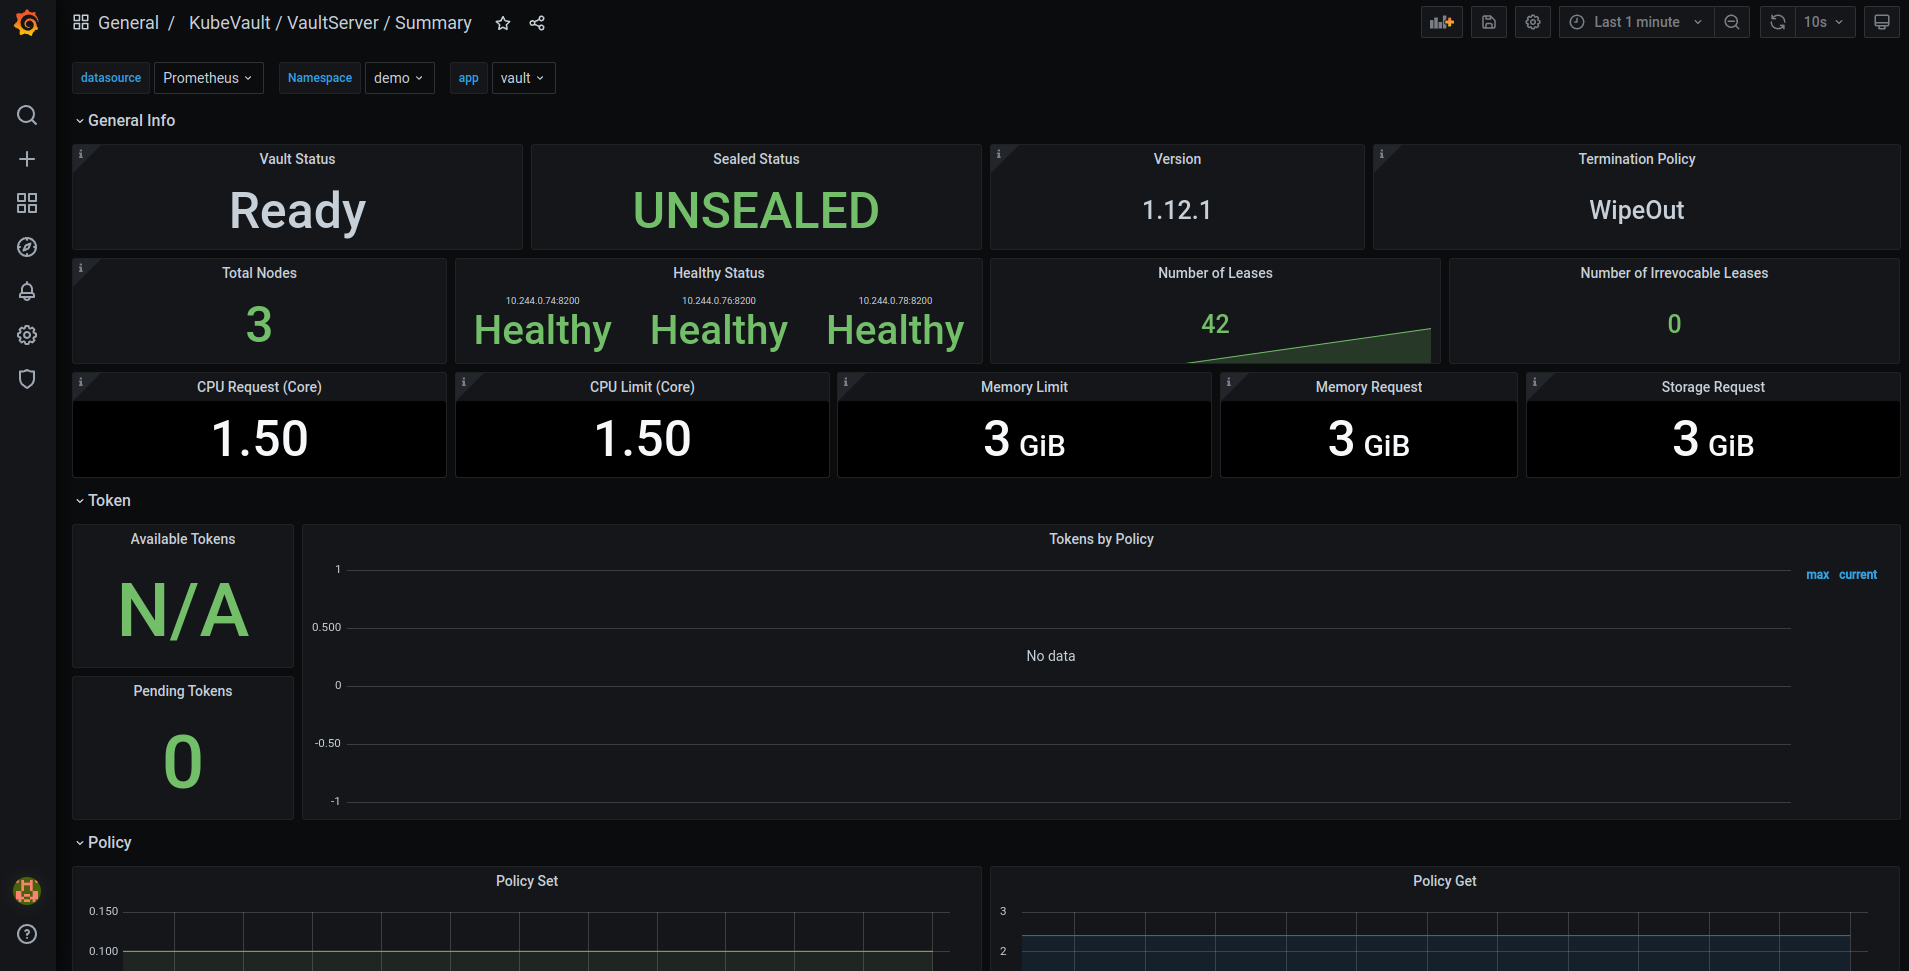 General / KubeVault / VaultServer / Summary
Last 1 minute
10s
datasource Prometheus Namespace demo app vault
General Info
Vault Status
Ready
Sealed Status
UNSEALED
Version
1.12.1
Termination Policy
WipeOut
Total Nodes
3
Healthy Status
10.244.0.74:8200 10.244.0.76:8200 10.244.0.78:8200
Healthy Healthy Healthy
Number of Leases
42
Number of Irrevocable Leases
0
CPU Request (Core)
1.50
CPU Limit (Core)
1.50
Memory Limit
3 GiB
Memory Request
3 GiB
Storage Request
3 GiB
Token
Available Tokens
N/A
Pending Tokens
0
Tokens by Policy
max current
1
0.500
No data
0
-0.50
-1
Policy
Policy Set
0.150
0.100
Policy Get
3
2